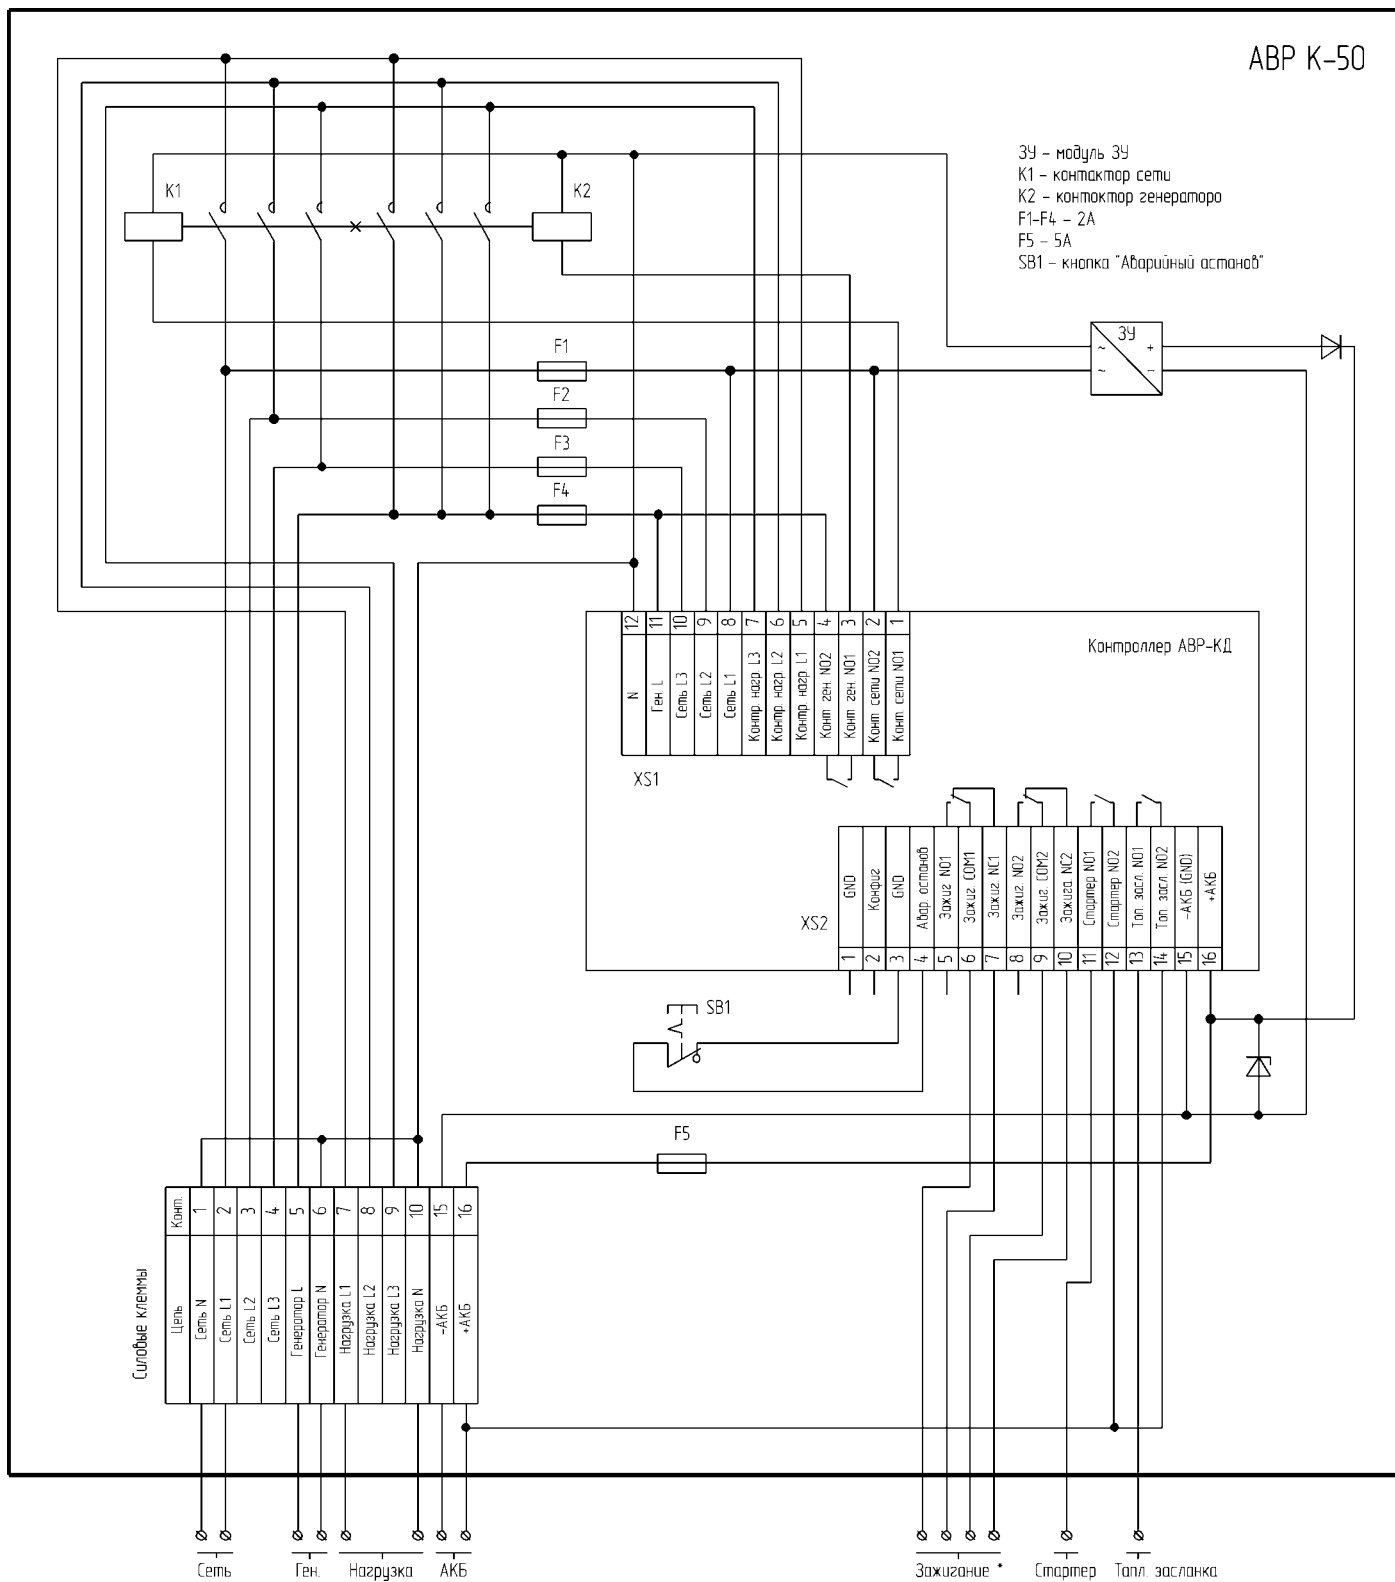 АВР К-50
ЗУ - модуль ЗУ
К1 - контактор сети
К2 - контоктор генераторо
F1-F4 - 2А
F5 - 5А
SB1 - кнопка "Аварийный астанов"
К1
К2
ЗУ
~ +
~ -
F1
F2
F3
F4
Контроллер АВР-КД
12 11 10 9 8 7 6 5 4 3 2 1
N
Ген. L
Сеть L3
Сеть L2
Сеть L1
Контр. нагр. L3
Контр. нагр. L2
Контр. нагр. L1
Конт ген. NO2
Конт ген. NO1
Конт сети NO2
Конт. сети NO1
XS1
XS2
GND
Конфиг
GND
Авар. останов
Зажиг. NO1
Зажиг. COM1
Зажиг. NC1
Зажиг. NO2
Зажиг. COM2
Зажига. NC2
Стартер NO1
Стартер NO2
Топ. засл. NO1
Топ. засл. NO2
-АКБ (GND)
+АКБ
1 2 3 4 5 6 7 8 9 10 11 12 13 14 15 16
SB1
F5
Силовые клеммы
Конт. 1 2 3 4 5 6 7 8 9 10 15 16
Цепь
Сеть N
Сеть L1
Сеть L2
Сеть L3
Генератор L
Генератор N
Нагрузка L1
Нагрузка L2
Нагрузка L3
Нагрузка N
-АКБ
+АКБ
Сеть Ген. Нагрузка АКБ Зажигание * Стартер Топл. засланка